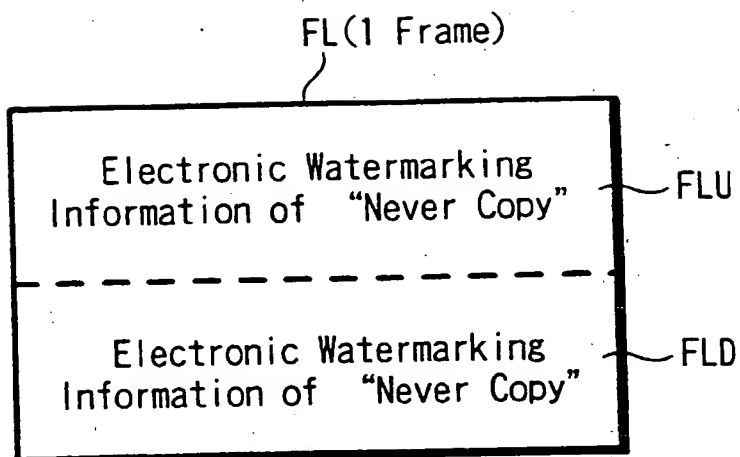 FL(1 Frame)
Electronic Watermarking
Information of “Never Copy”
FLU
Electronic Watermarking
Information of “Never Copy”
FLD